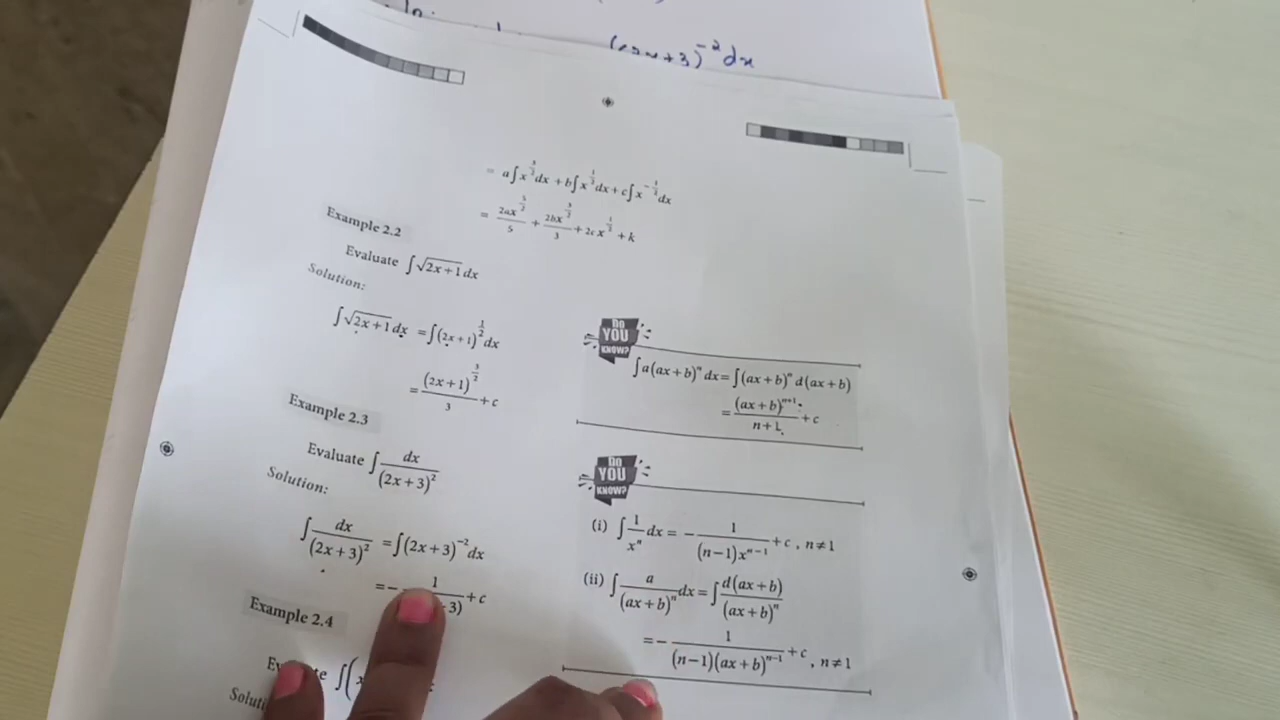 (2x+3)⁻² dx
= a∫x^{3/2}dx + b∫x^{1/2}dx + c∫x^{-1/2}dx
= 2ax^{5/2}/5 + 2bx^{3/2}/3 + 2cx^{1/2} + k
Example 2.2
Evaluate ∫√(2x+1) dx
Solution:
∫√(2x+1) dx = ∫(2x+1)^{1/2} dx
= (2x+1)^{3/2}/3 + c
Example 2.3
Evaluate ∫ dx/(2x+3)²
Solution:
∫ dx/(2x+3)² = ∫(2x+3)⁻² dx
= - 1/ 3) + c
Example 2.4
∫(
DO
YOU
KNOW?
∫a(ax+b)ⁿ dx = ∫(ax+b)ⁿ d(ax+b)
= (ax+b)^{n+1}/(n+1) + c
DO
YOU
KNOW?
(i) ∫ 1/xⁿ dx = - 1/((n-1)x^{n-1}) + c , n≠1
(ii) ∫ a/(ax+b)ⁿ dx = ∫ d(ax+b)/(ax+b)ⁿ
= - 1/((n-1)(ax+b)^{n-1}) + c , n≠1